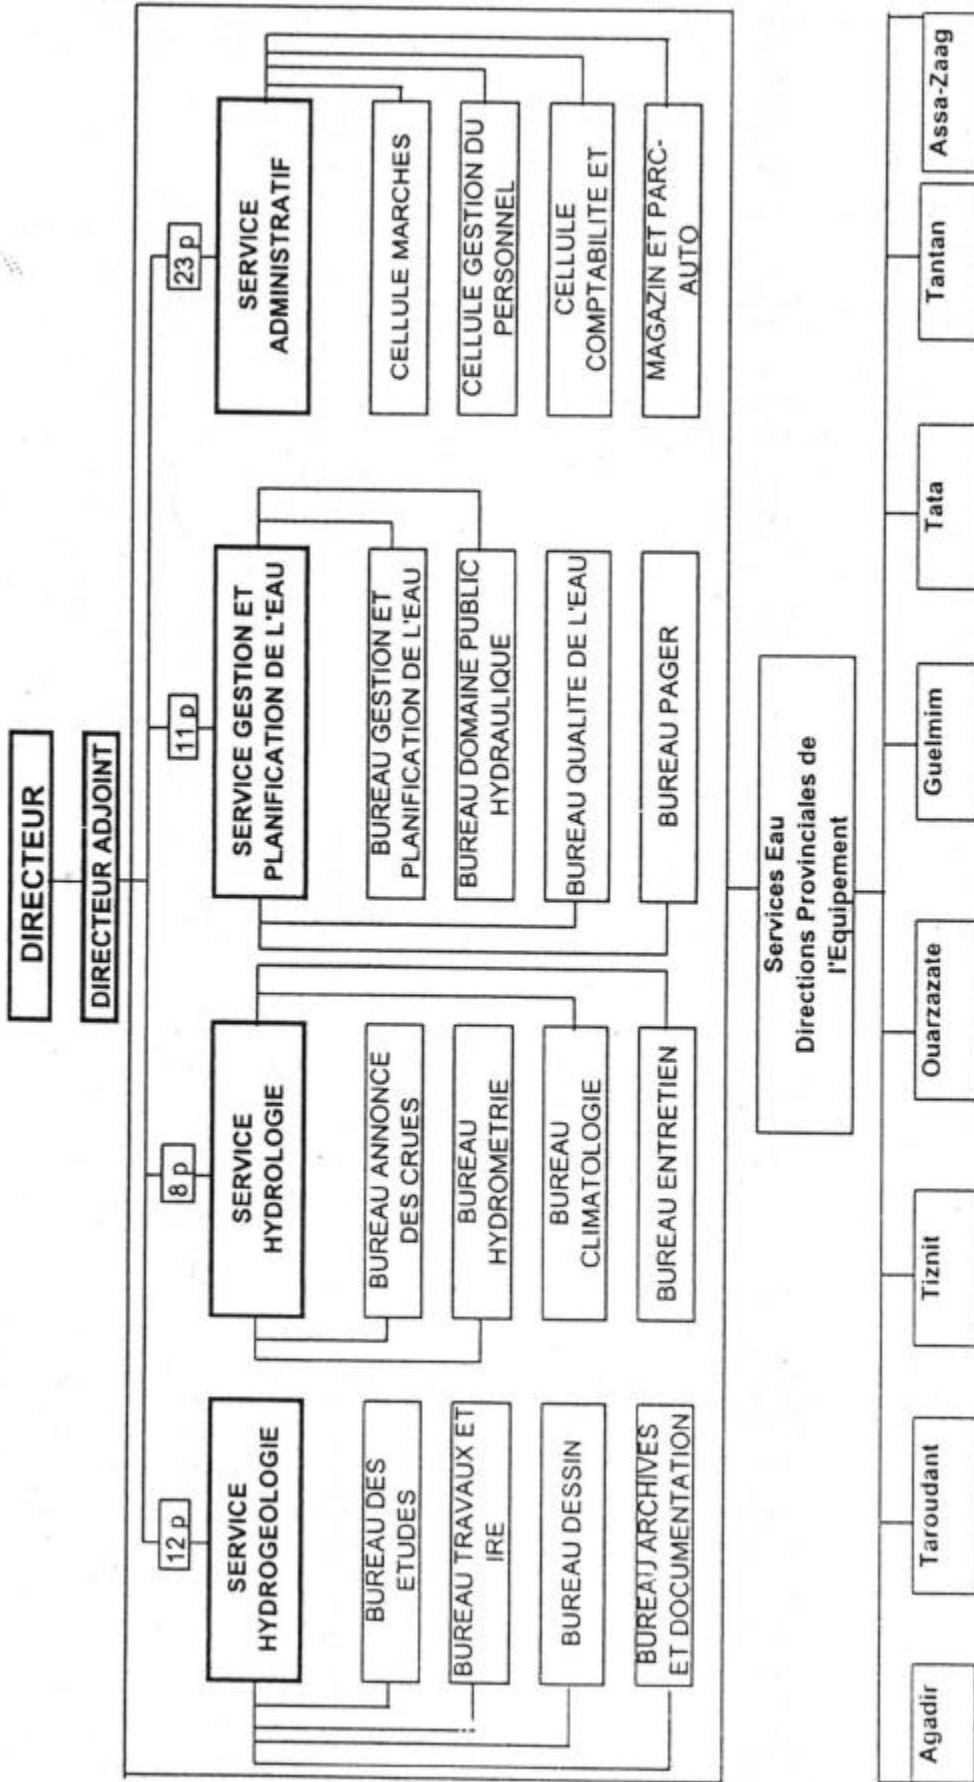 DIRECTEUR
DIRECTEUR ADJOINT
12 p
8 p
11 p
23 p
SERVICE
HYDROGEOLOGIE
BUREAU DES
ETUDES
BUREAU TRAVAUX ET
IRE
BUREAU DESSIN
BUREAU ARCHIVES
ET DOCUMENTATION
SERVICE
HYDROLOGIE
BUREAU ANNONCE
DES CRUES
BUREAU
HYDROMETRIE
BUREAU
CLIMATOLOGIE
BUREAU ENTRETIEN
SERVICE GESTION ET
PLANIFICATION DE L'EAU
BUREAU GESTION ET
PLANIFICATION DE L'EAU
BUREAU DOMAINE PUBLIC
HYDRAULIQUE
BUREAU QUALITE DE L'EAU
BUREAU PAGER
SERVICE
ADMINISTRATIF
CELLULE MARCHES
CELLULE GESTION DU
PERSONNEL
CELLULE
COMPTABILITE ET
MAGAZIN ET PARC-
AUTO
Services Eau
Directions Provinciales de
l'Equipement
Agadir
Taroudant
Tiznit
Ouarzazate
Guelmim
Tata
Tantan
Assa-Zaag